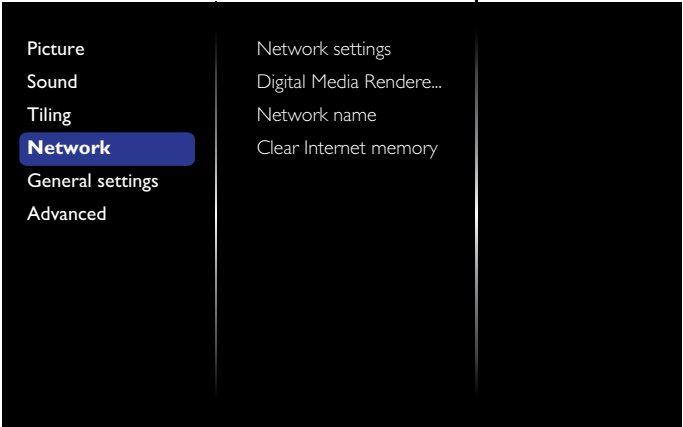 Picture
Sound
Tiling
Network
General settings
Advanced
Network settings
Digital Media Rendere...
Network name
Clear Internet memory